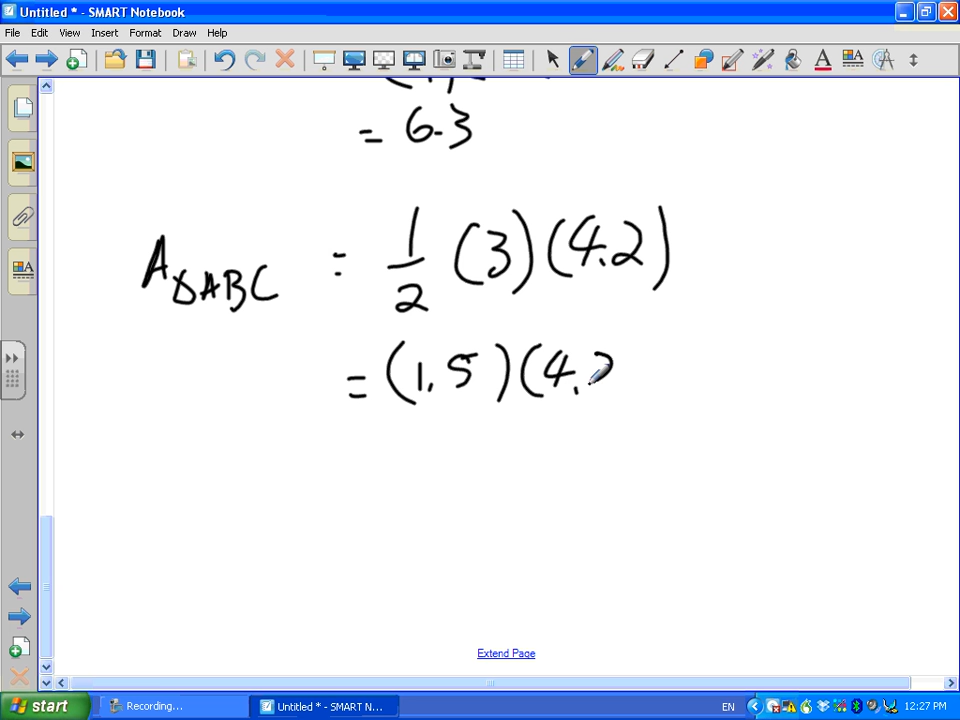 Untitled * - SMART Notebook
File Edit View Insert Format Draw Help
= 6.3
A△ABC = 1/2 (3)(4.2)
= (1.5)(4.2
Extend Page
start Recording... Untitled * - SMART N... EN 12:27 PM